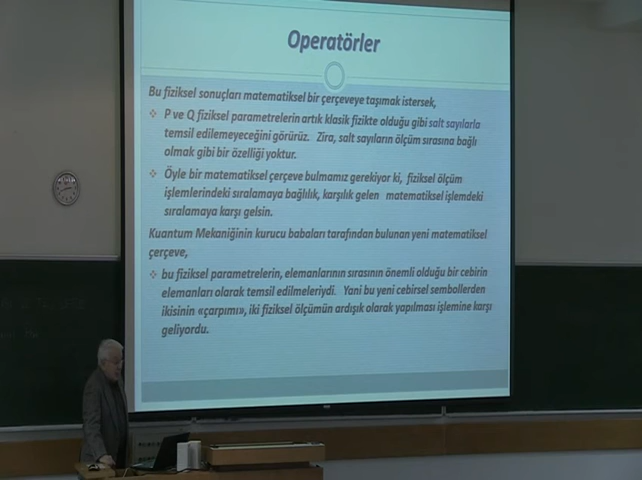 Operatörler
Bu fiziksel sonuçları matematiksel bir çerçeveye taşımak istersek,
P ve Q fiziksel parametrelerin artık klasik fizikte olduğu gibi salt sayılarla
temsil edilemeyeceğini görürüz. Zira, salt sayıların ölçüm sırasına bağlı
olmak gibi bir özelliği yoktur.
Öyle bir matematiksel çerçeve bulmamız gerekiyor ki, fiziksel ölçüm
işlemlerindeki sıralamaya bağlılık, karşılık gelen matematiksel işlemdeki
sıralamaya karşı gelsin.
Kuantum Mekaniğinin kurucu babaları tarafından bulunan yeni matematiksel
çerçeve,
bu fiziksel parametrelerin, elemanlarının sırasının önemli olduğu bir cebirin
elemanları olarak temsil edilmeleriydi. Yani bu yeni cebirsel sembollerden
ikisinin «çarpımı», iki fiziksel ölçümün ardışık olarak yapılması işlemine karşı
geliyordu.